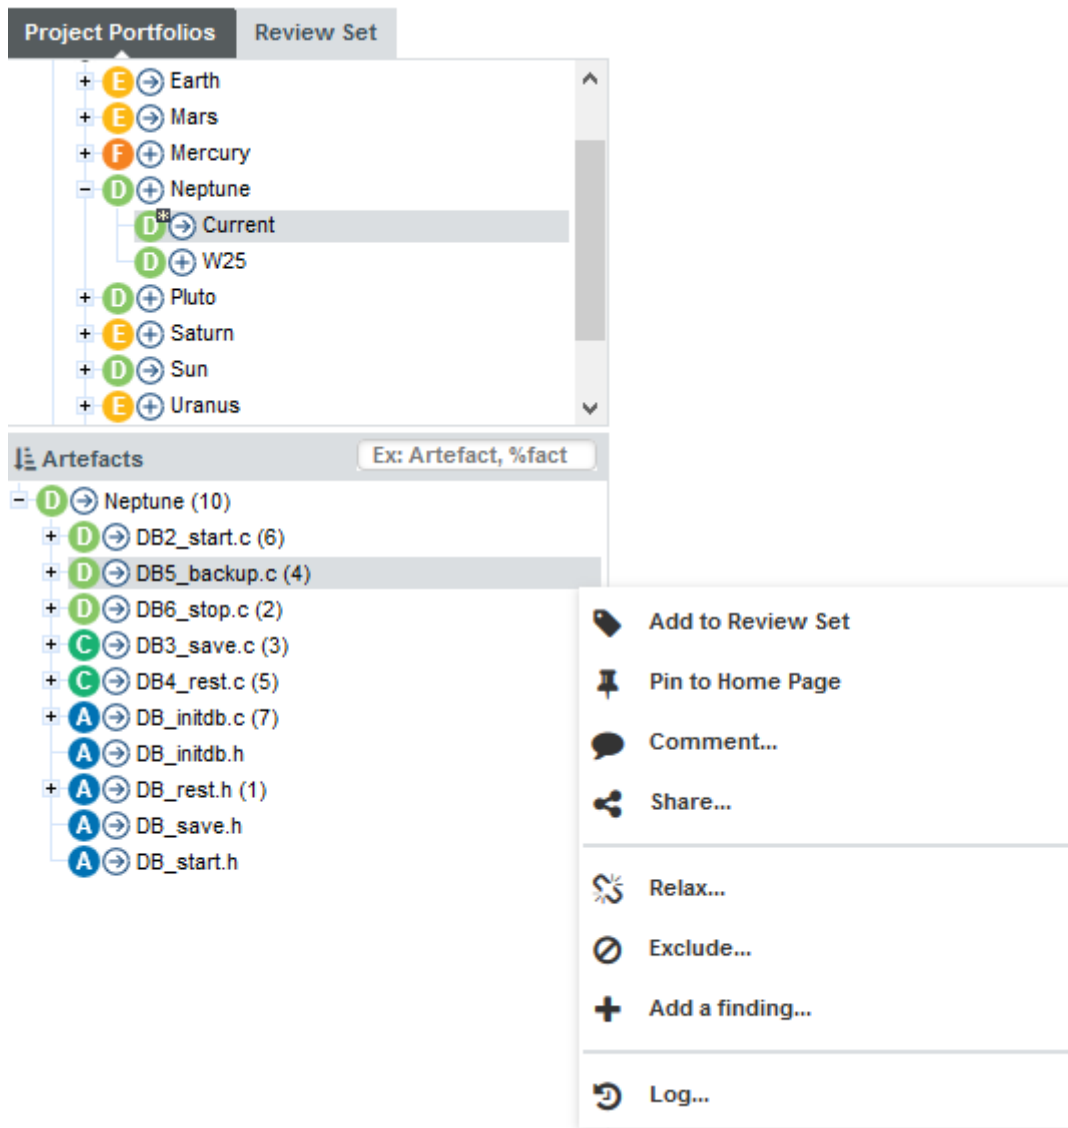 Project Portfolios Review Set
E Earth
E Mars
F Mercury
D Neptune
D* Current
D W25
D Pluto
E Saturn
D Sun
E Uranus
Artefacts Ex: Artefact, %fact
D Neptune (10)
D DB2_start.c (6)
D DB5_backup.c (4)
D DB6_stop.c (2)
C DB3_save.c (3)
C DB4_rest.c (5)
A DB_initdb.c (7)
A DB_initdb.h
A DB_rest.h (1)
A DB_save.h
A DB_start.h
Add to Review Set
Pin to Home Page
Comment...
Share...
Relax...
Exclude...
Add a finding...
Log...